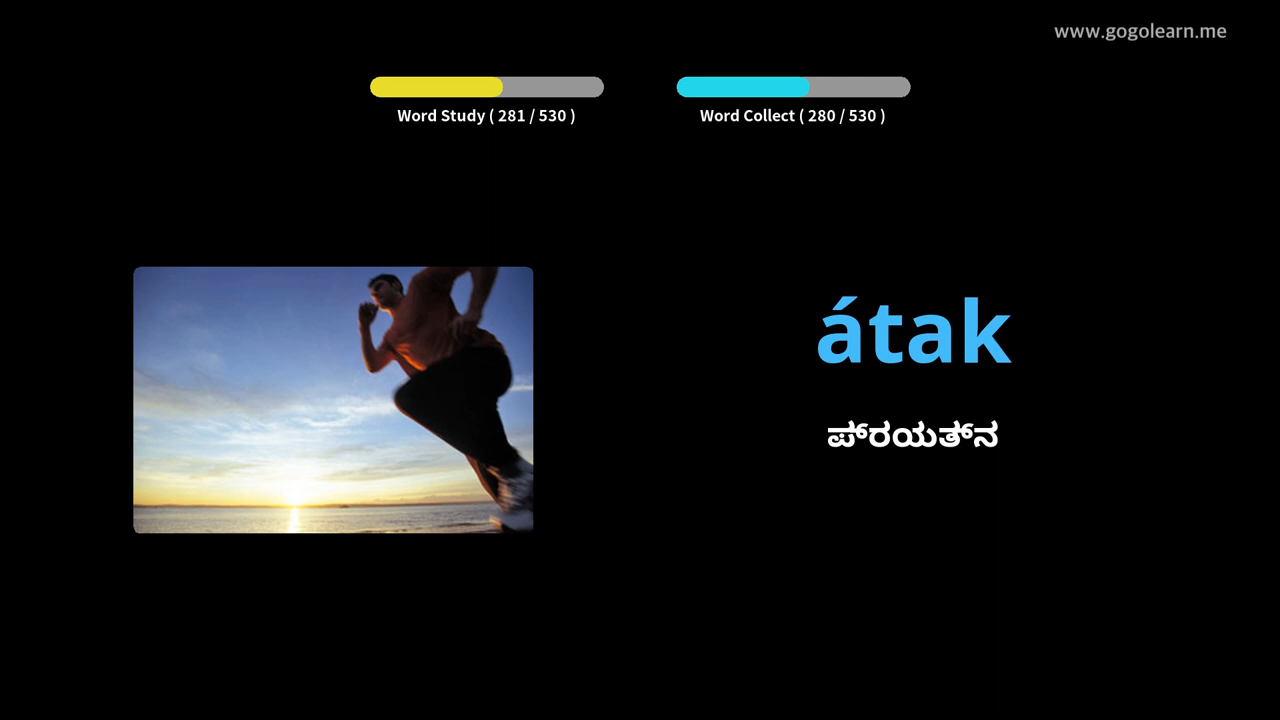 www.gogolearn.me
Word Study ( 281 / 530 )
Word Collect ( 280 / 530 )
átak
ಪ್‌ರಯತ್‌ನ